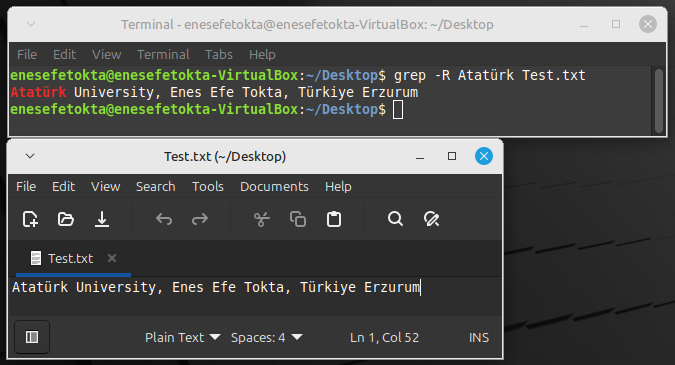 Terminal - enesefetokta@enesefetokta-VirtualBox: ~/Desktop
File Edit View Terminal Tabs Help
enesefetokta@enesefetokta-VirtualBox:~/Desktop$ grep -R Atatürk Test.txt
Atatürk University, Enes Efe Tokta, Türkiye Erzurum
enesefetokta@enesefetokta-VirtualBox:~/Desktop$
Test.txt (~/Desktop)
File Edit View Search Tools Documents Help
Test.txt
Atatürk University, Enes Efe Tokta, Türkiye Erzurum
Plain Text Spaces: 4 Ln 1, Col 52 INS